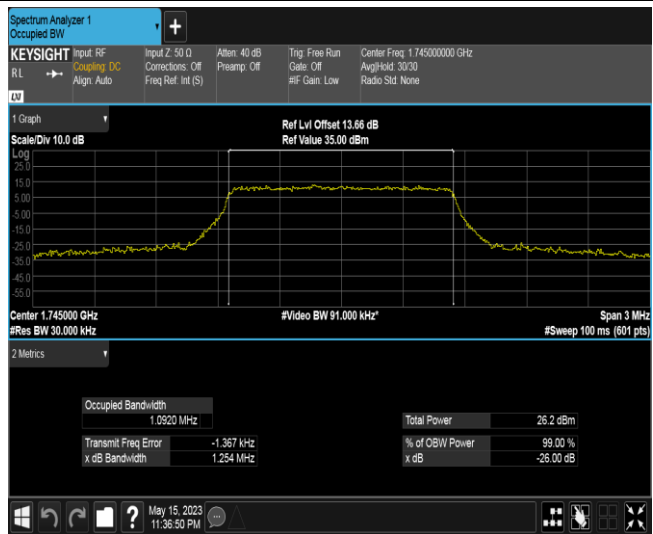 Spectrum Analyzer 1
Occupied BW
+
KEYSIGHT
RL
LXI
Input: RF
Coupling: DC
Align: Auto
Input Z: 50 Ω
Corrections: Off
Freq Ref: Int (S)
Atten: 40 dB
Preamp: Off
Trig: Free Run
Gate: Off
#IF Gain: Low
Center Freq: 1.745000000 GHz
Avg|Hold: 30/30
Radio Std: None
1 Graph
Scale/Div 10.0 dB
Ref Lvl Offset 13.66 dB
Ref Value 35.00 dBm
Log
25.0
15.0
5.00
-5.00
-15.0
-25.0
-35.0
-45.0
-55.0
Center 1.745000 GHz
#Res BW 30.000 kHz
#Video BW 91.000 kHz*
Span 3 MHz
#Sweep 100 ms (601 pts)
2 Metrics
Occupied Bandwidth
1.0920 MHz
Transmit Freq Error -1.367 kHz
x dB Bandwidth 1.254 MHz
Total Power 26.2 dBm
% of OBW Power 99.00 %
x dB -26.00 dB
?
May 15, 2023
11:36:50 PM